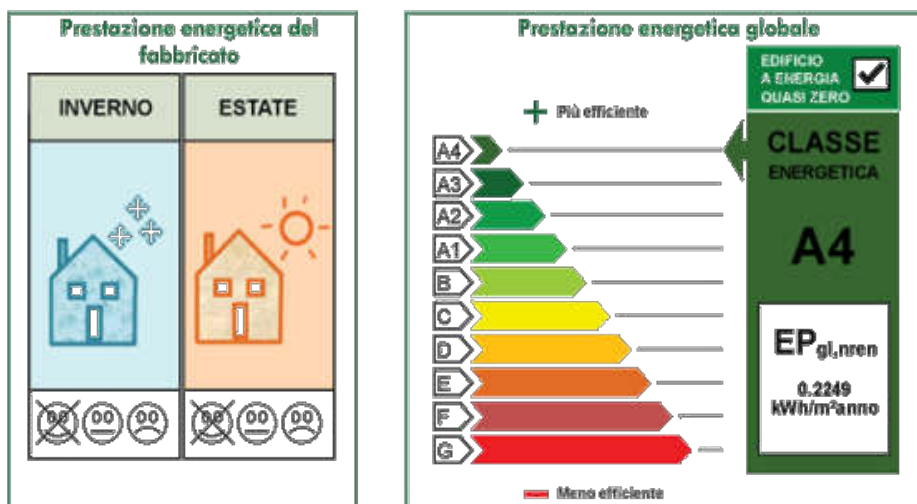 Prestazione energetica del
fabbricato
INVERNO
ESTATE
Prestazione energetica globale
EDIFICIO
A ENERGIA
QUASI ZERO
+ Più efficiente
CLASSE
ENERGETICA
A4
A4
A3
A2
A1
B
C
D
E
F
G
EPgl,nren
0.2249
kWh/m²anno
Meno efficiente